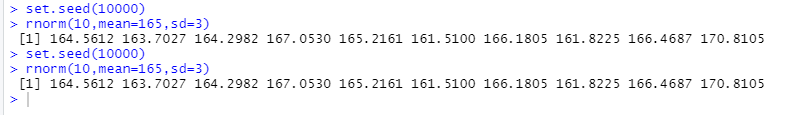 > set.seed(10000)
> rnorm(10,mean=165,sd=3)
[1] 164.5612 163.7027 164.2982 167.0530 165.2161 161.5100 166.1805 161.8225 166.4687 170.8105
> set.seed(10000)
> rnorm(10,mean=165,sd=3)
[1] 164.5612 163.7027 164.2982 167.0530 165.2161 161.5100 166.1805 161.8225 166.4687 170.8105
>